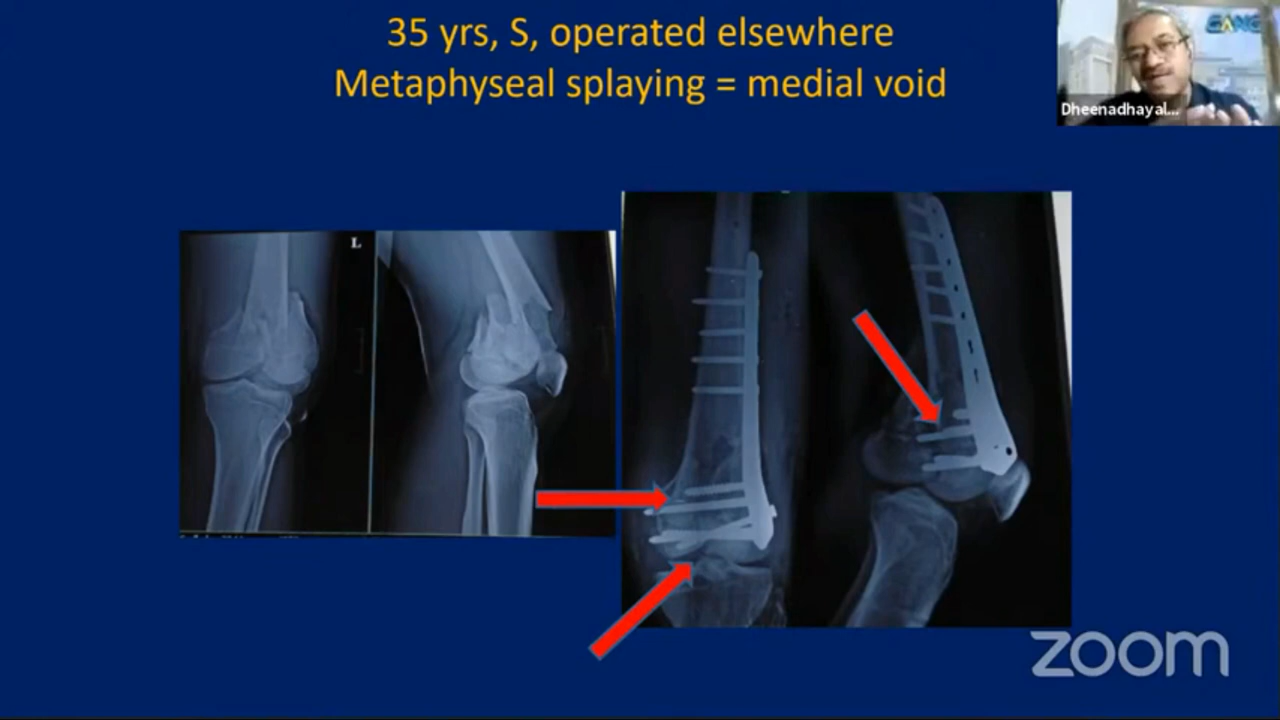 35 yrs, S, operated elsewhere
Metaphyseal splaying = medial void
Dheenadhayal...
L
zoom